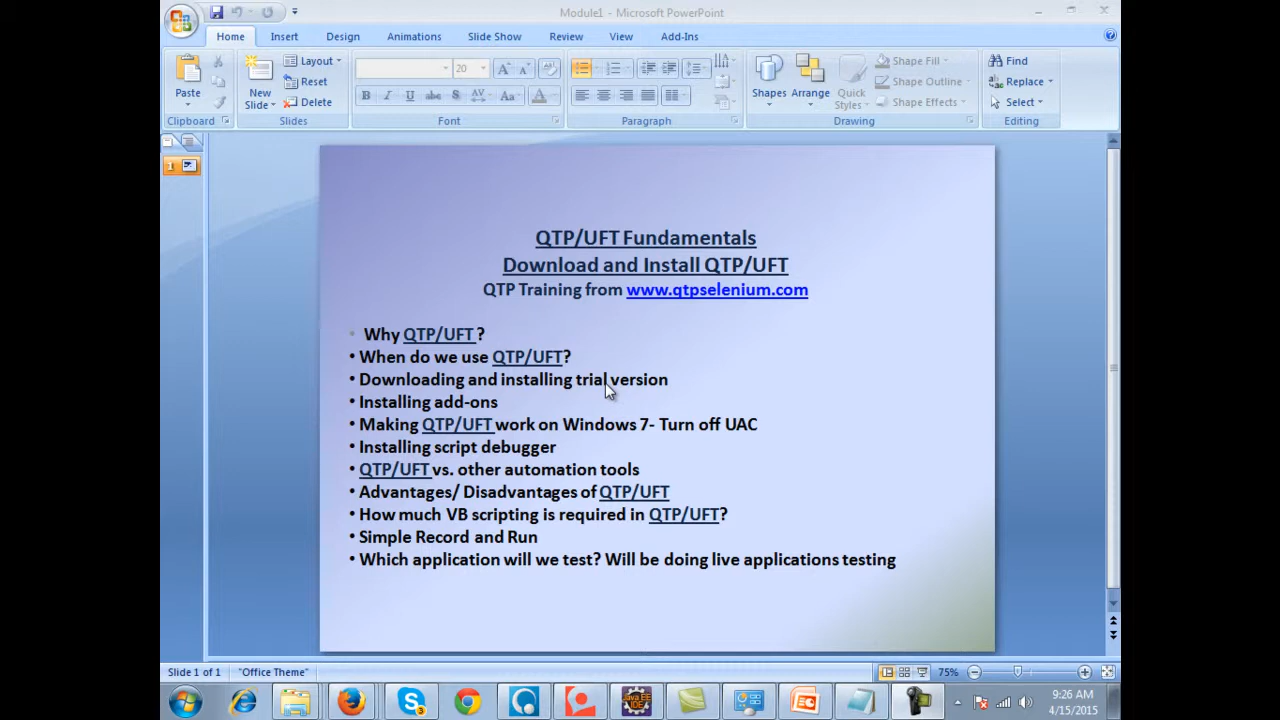 Module1 - Microsoft PowerPoint
Home Insert Design Animations Slide Show Review View Add-Ins
Paste
Clipboard
New Slide
Layout
Reset
Delete
Slides
20
B I U abc S AV Aa A
Font
Paragraph
Shapes
Arrange
Quick Styles
Shape Fill
Shape Outline
Shape Effects
Drawing
Find
Replace
Select
Editing
1
QTP/UFT Fundamentals
Download and Install QTP/UFT
QTP Training from www.qtpselenium.com
• Why QTP/UFT ?
• When do we use QTP/UFT?
• Downloading and installing trial version
• Installing add-ons
• Making QTP/UFT work on Windows 7- Turn off UAC
• Installing script debugger
• QTP/UFT vs. other automation tools
• Advantages/ Disadvantages of QTP/UFT
• How much VB scripting is required in QTP/UFT?
• Simple Record and Run
• Which application will we test? Will be doing live applications testing
Slide 1 of 1 "Office Theme" 75%
9:26 AM
4/15/2015